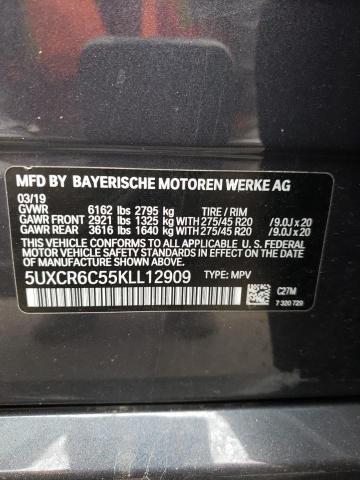 MFD BY BAYERISCHE MOTOREN WERKE AG
03/19
GVWR 6162 lbs 2795 kg TIRE / RIM
GAWR FRONT 2921 lbs 1325 kg WITH 275/45 R20 /9.0J x 20
GAWR REAR 3616 lbs 1640 kg WITH 275/45 R20 /9.0J x 20
THIS VEHICLE CONFORMS TO ALL APPLICABLE U. S. FEDERAL
MOTOR VEHICLE SAFETY STANDARDS IN EFFECT ON THE
DATE OF MANUFACTURE SHOWN ABOVE.
5UXCR6C55KLL12909 TYPE: MPV
C27M
7 320 729